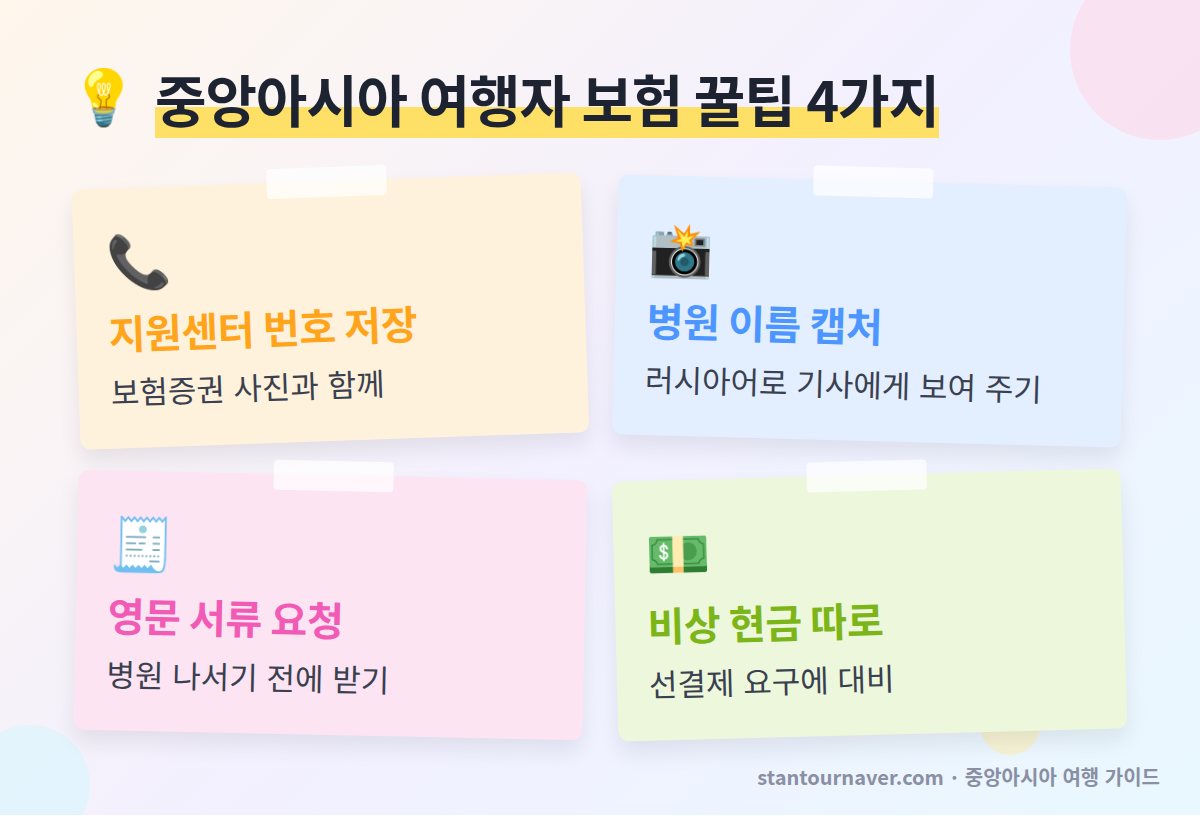 중앙아시아 여행자 보험 꿀팁 4가지
지원센터 번호 저장
보험증권 사진과 함께
병원 이름 캡처
러시아어로 기사에게 보여 주기
영문 서류 요청
병원 나서기 전에 받기
비상 현금 따로
선결제 요구에 대비
stantournaver.com · 중앙아시아 여행 가이드